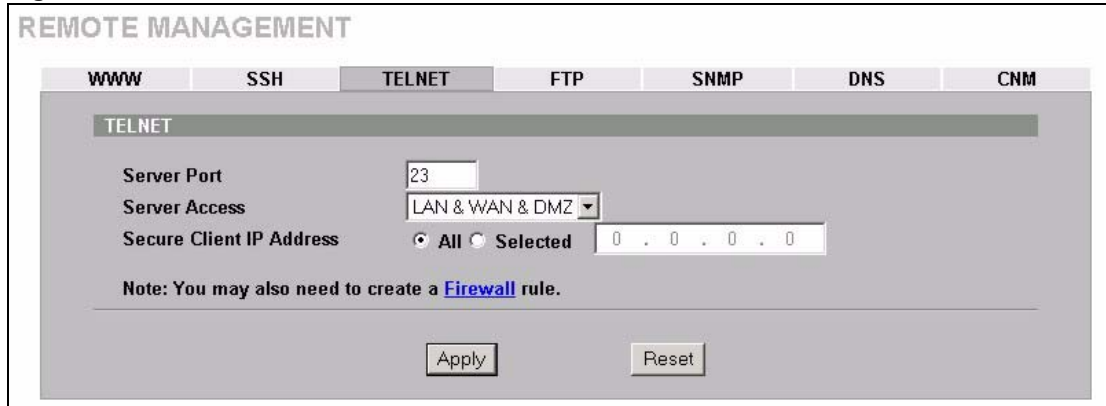 REMOTE MANAGEMENT
WWW SSH TELNET FTP SNMP DNS CNM
TELNET
Server Port 23
Server Access LAN & WAN & DMZ
Secure Client IP Address All Selected 0 . 0 . 0 . 0
Note: You may also need to create a Firewall rule.
Apply Reset